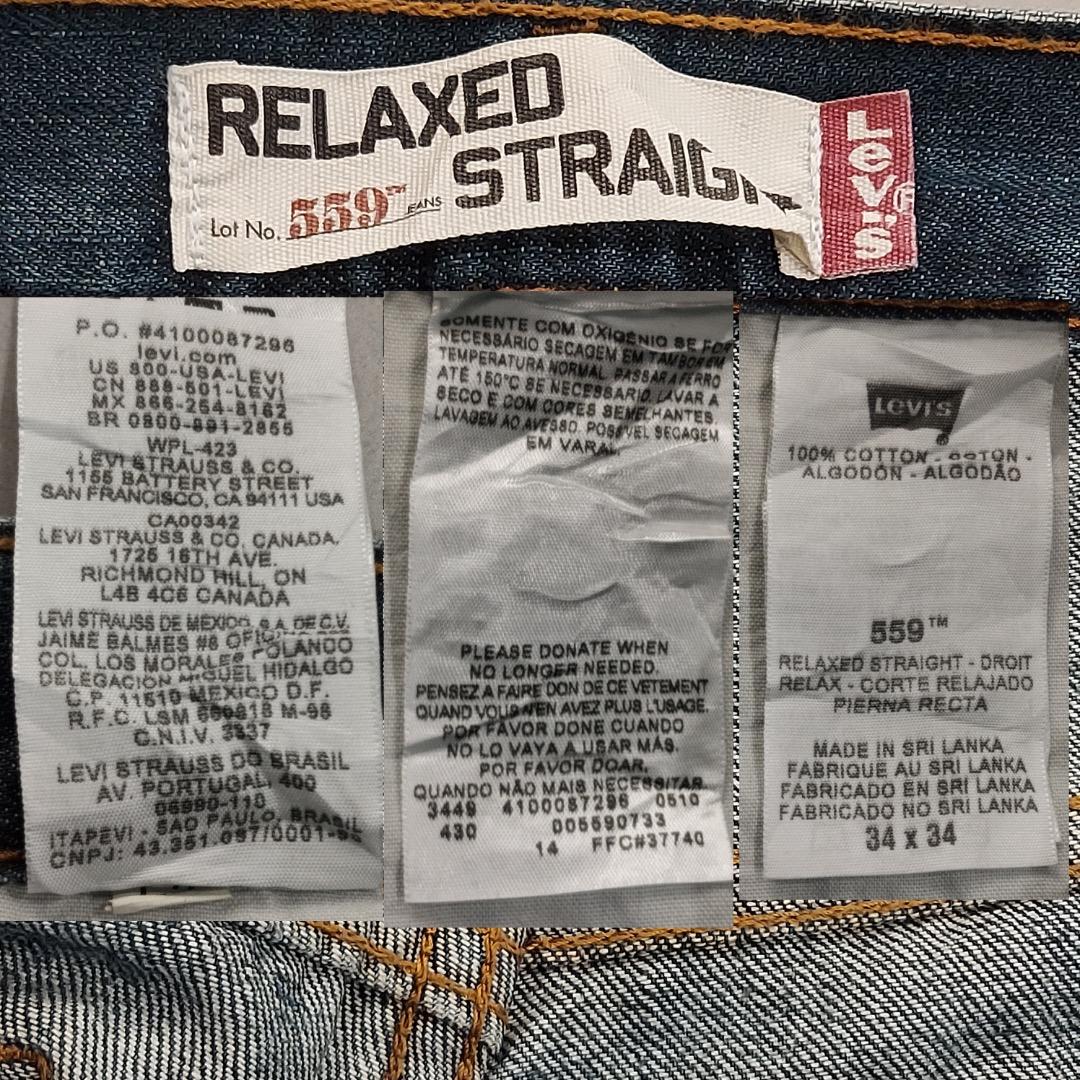 RELAXED
STRAIGH
Lot No. 559™ JEANS
LEVI'S
P.O. #4100087296
levi.com
US 800-USA-LEVI
CN 888-501-LEVI
MX 866-254-8162
BR 0800-891-2855
WPL-423
LEVI STRAUSS & CO.
1155 BATTERY STREET
SAN FRANCISCO, CA 94111 USA
CA00342
LEVI STRAUSS & CO, CANADA.
1725 16TH AVE.
RICHMOND HILL, ON
L4B 4C6 CANADA
LEVI STRAUSS DE MEXICO, S.A. DE C.V.
JAIME BALMES #8 POLANCO
COL, LOS MORALES
DELEGACION MIGUEL HIDALGO
C.P. 11510 MEXICO D.F.
R.F.C. LSM M-98
C.N.I.V. 3337
LEVI STRAUSS DO BRASIL
AV. PORTUGAL, 400
06690-110
ITAPEVI - SAO PAULO, BRASIL
CNPJ:
SOMENTE COM OXIGENIO SE FOR
NECESSÁRIO SECAGEM EM TAMBOR EM
TEMPERATURA NORMAL. PASSAR A FERRO
ATÉ 150°C SE NECESSÁRIO. LAVAR A
SECO E COM CORES SEMELHANTES.
LAVAGEM AO AVESSO. POSSÍVEL SECAGEM
EM VARAL.
PLEASE DONATE WHEN
NO LONGER NEEDED.
PENSEZ A FAIRE DON DE CE VETEMENT
QUAND VOUS N'EN AVEZ PLUS L'USAGE.
POR FAVOR DONE CUANDO
NO LO VAYA A USAR MÁS.
POR FAVOR DOAR,
QUANDO NÃO MAIS NECESSITAR.
3449 4100087296 0510
430 005590733
14 FFC#37740
LEVI'S
100% COTTON - COTON -
ALGODÓN - ALGODÃO
559™
RELAXED STRAIGHT - DROIT
RELAX - CORTE RELAJADO
PIERNA RECTA
MADE IN SRI LANKA
FABRIQUE AU SRI LANKA
FABRICADO EN SRI LANKA
FABRICADO NO SRI LANKA
34 x 34